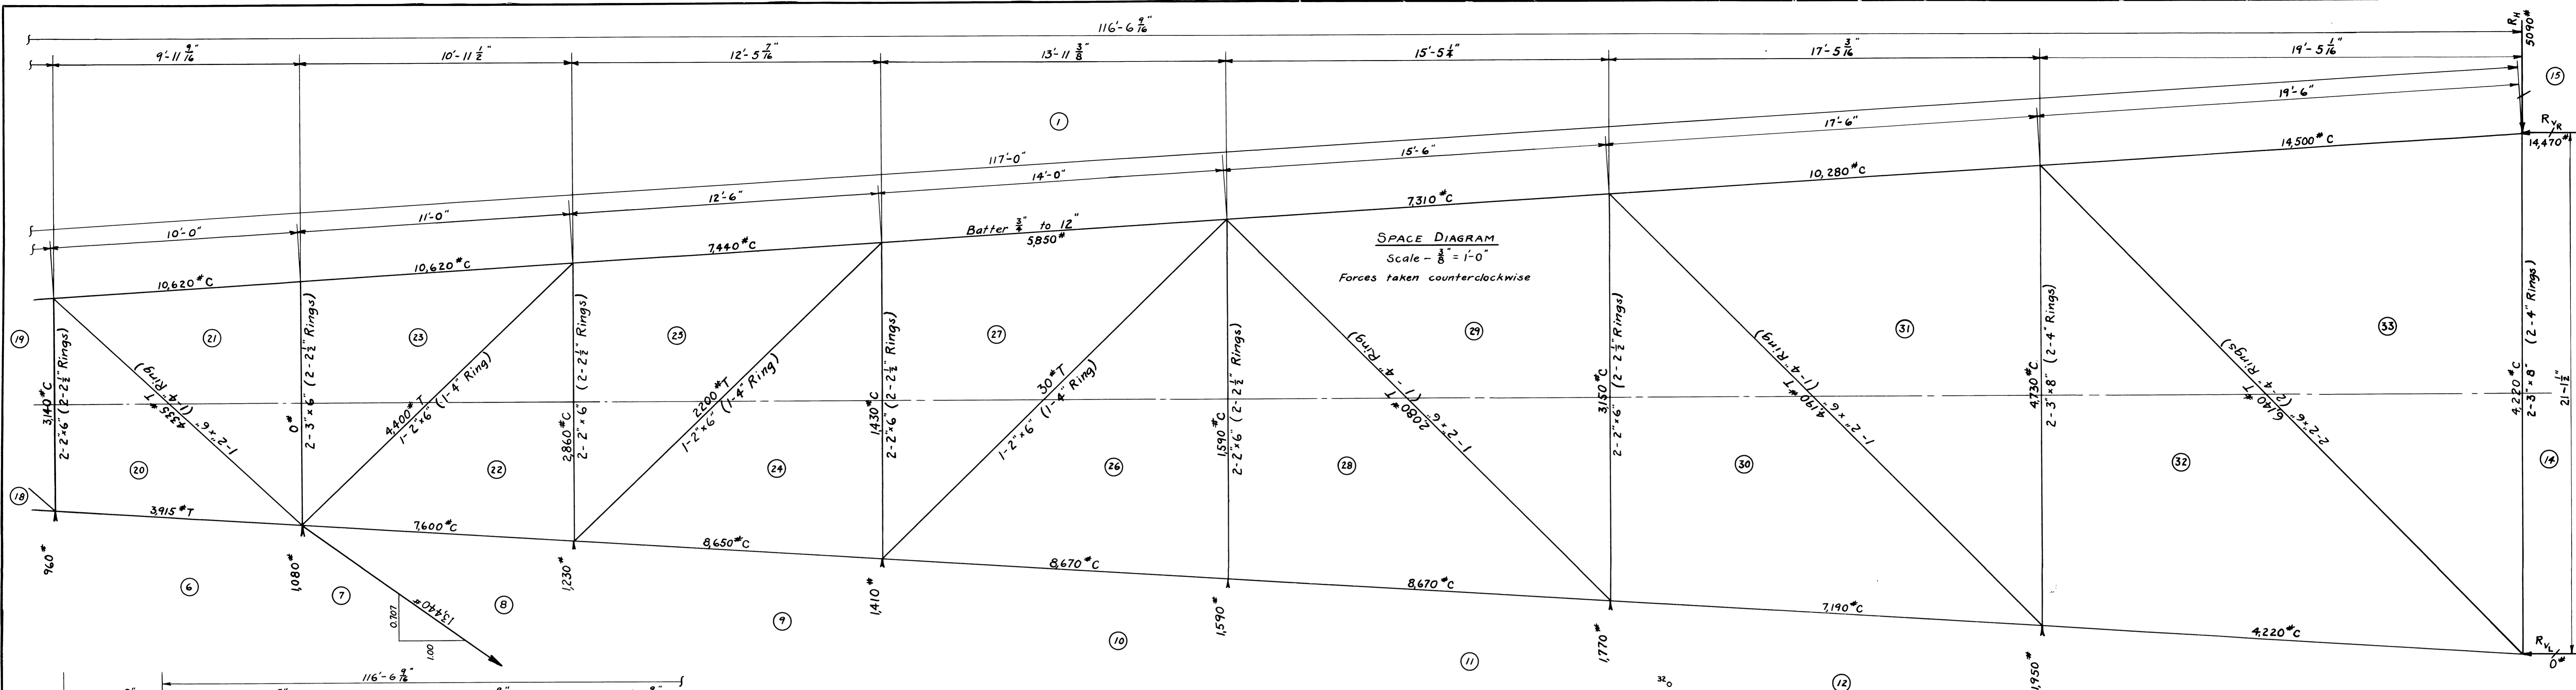 116'-6 9/16"
9'-11 9/16"
10'-11 1/2"
12'-5 7/16"
13'-11 3/8"
15'-5 1/4"
17'-5 3/16"
19'-5 1/16"
R_H
5090#
15
1
117'-0"
10'-0"
11'-0"
12'-6"
14'-0"
15'-6"
17'-6"
19'-6"
R_VR
14,470#
10,620#C
10,620#C
7,440#C
Batter 3/4" to 12"
5,850#
7,310#C
10,280#C
14,500#C
SPACE DIAGRAM
Scale - 3/8" = 1'-0"
Forces taken counterclockwise
19
21
23
25
27
29
31
33
3,140#C
2-2"x6" (2-2 1/2" Rings)
4335#T
1-2"x6" (1-4" Ring)
0#
2-3"x6" (2-2 1/2" Rings)
4,400#T
1-2"x6" (1-4" Ring)
2,860#C
2-2"x6" (2-2 1/2" Rings)
2200#T
1-2"x6" (1-4" Ring)
1,430#C
2-2"x6" (2-2 1/2" Rings)
30#T
1-2"x6" (1-4" Ring)
1,590#C
2-2"x6" (2-2 1/2" Rings)
2080#T
1-2"x6" (1-4" Ring)
3,150#C
2-2"x6" (2-2 1/2" Rings)
4,190#T
1-2"x6" (1-4" Ring)
4,730#C
2-3"x8" (2-4" Rings)
6,140#T
2-2"x6" (2-4" Rings)
4,220#C
2-3"x8" (2-4" Rings)
21'-1 1/2"
18
20
22
24
26
28
30
32
14
3,915#T
7,600#C
8,650#C
8,670#C
8,670#C
7,190#C
4,220#C
R_VL
0#
960#
1,080#
1,230#
1,410#
1,590#
1,770#
1,950#
6
7
8
9
10
11
12
0.707
1.00
13,440#
116'-6 9/16"
32